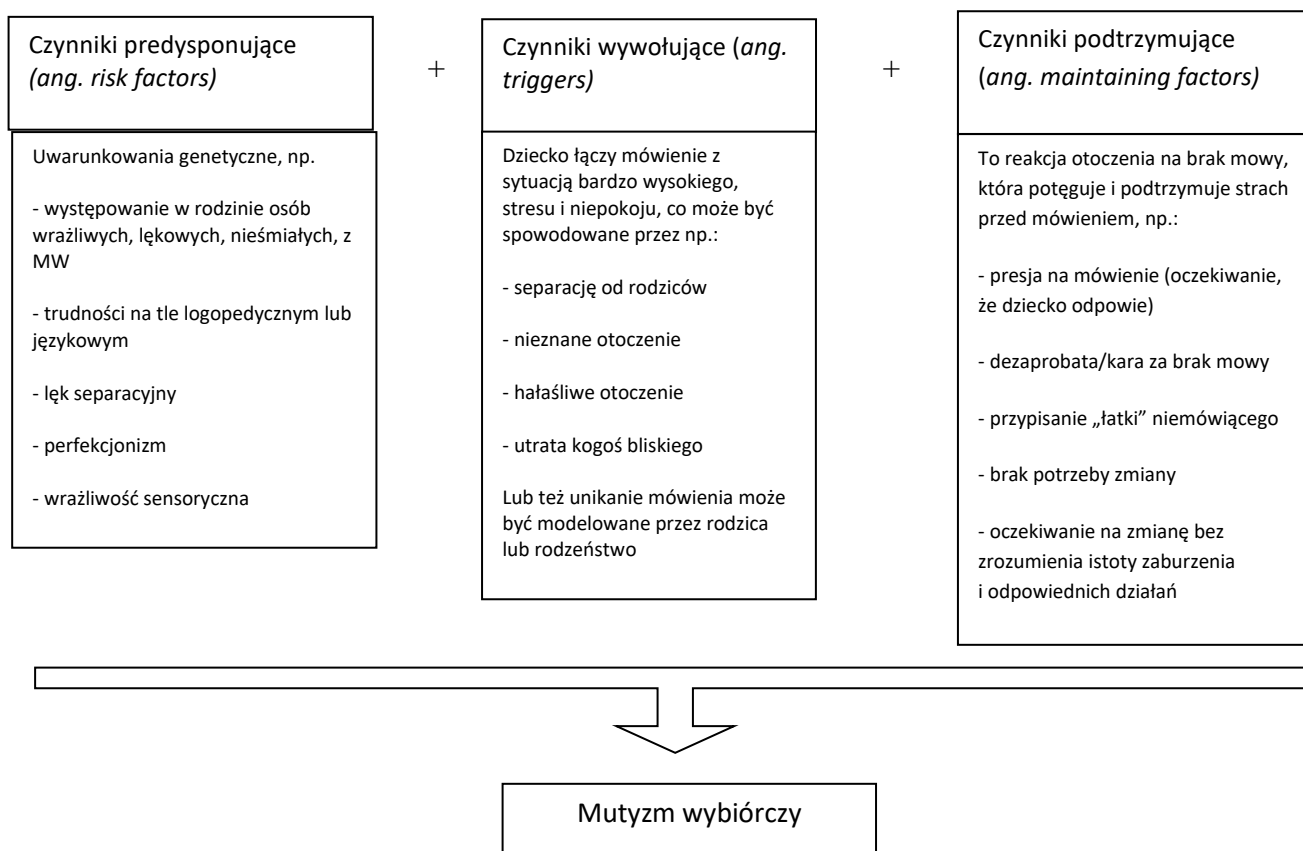 Czynniki predysponujące
(ang. risk factors)
+
Czynniki wywołujące (ang.
triggers)
+
Czynniki podtrzymujące
(ang. maintaining factors)
Uwarunkowania genetyczne, np.
- występowanie w rodzinie osób
wrażliwych, lękowych, nieśmiałych, z
MW
- trudności na tle logopedycznym lub
językowym
- lęk separacyjny
- perfekcjonizm
- wrażliwość sensoryczna
Dziecko łączy mówienie z
sytuacją bardzo wysokiego,
stresu i niepokoju, co może być
spowodowane przez np.:
- separację od rodziców
- nieznane otoczenie
- hałaśliwe otoczenie
- utrata kogoś bliskiego
Lub też unikanie mówienia może
być modelowane przez rodzica
lub rodzeństwo
To reakcja otoczenia na brak mowy,
która potęguje i podtrzymuje strach
przed mówieniem, np.:
- presja na mówienie (oczekiwanie,
że dziecko odpowie)
- dezaprobata/kara za brak mowy
- przypisanie „łatki” niemówiącego
- brak potrzeby zmiany
- oczekiwanie na zmianę bez
zrozumienia istoty zaburzenia
i odpowiednich działań
Mutyzm wybiórczy